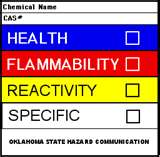 Chemical Name
CAS#
HEALTH
FLAMMABILITY
REACTIVITY
SPECIFIC
OKLAHOMA STATE HAZARD COMMUNICATION